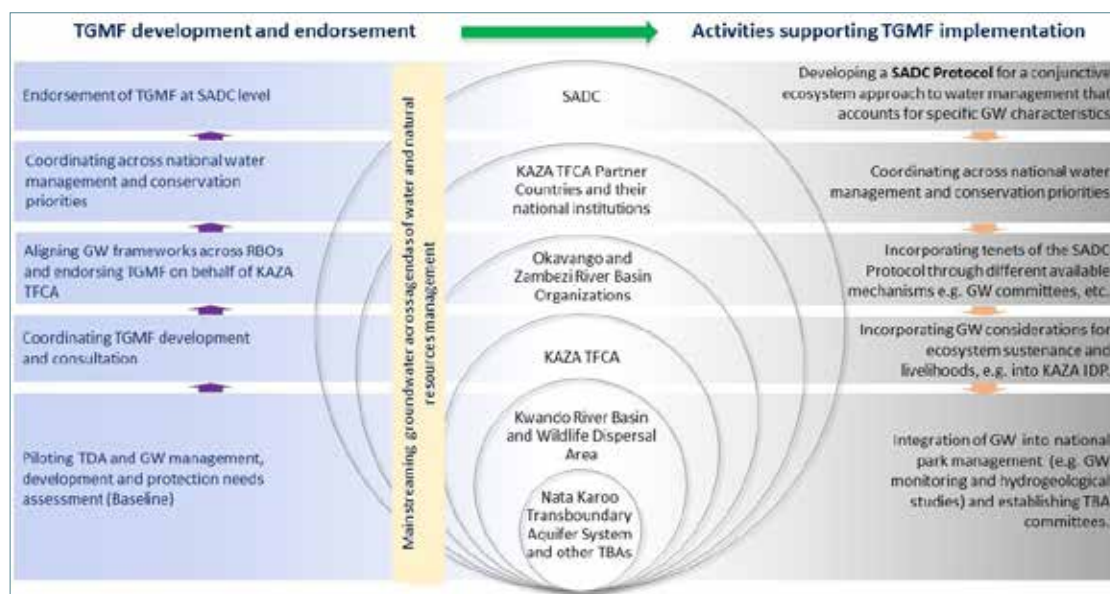 TGMF development and endorsement
Activities supporting TGMF implementation
Endorsement of TGMF at SADC level
Coordinating across national water
management and conservation
priorities
Aligning GW frameworks across RBOs
and endorsing TGMF on behalf of KAZA
TFCA
Coordinating TGMF development
and consultation
Piloting TDA and GW management,
development and protection needs
assessment (Baseline)
Mainstreaming groundwater across agendas of water and natural
resources management
SADC
KAZA TFCA Partner
Countries and their
national institutions
Okavango and
Zambezi River Basin
Organizations
KAZA TFCA
Kwando River Basin
and Wildlife Dispersal
Area
Nata Karoo
Transboundary
Aquifer System
and other TBAs
Developing a SADC Protocol for a conjunctive
ecosystem approach to water management that
accounts for specific GW characteristics
Coordinating across national water
management and conservation priorities
Incorporating tenets of the SADC
Protocol through different available
mechanisms e.g. GW committees, etc.
Incorporating GW considerations for
ecosystem sustenance and
livelihoods, e.g. into KAZA IDP.
Integration of GW into national
park management (e.g. GW
monitoring and hydrogeological
studies) and establishing TBA
committees.